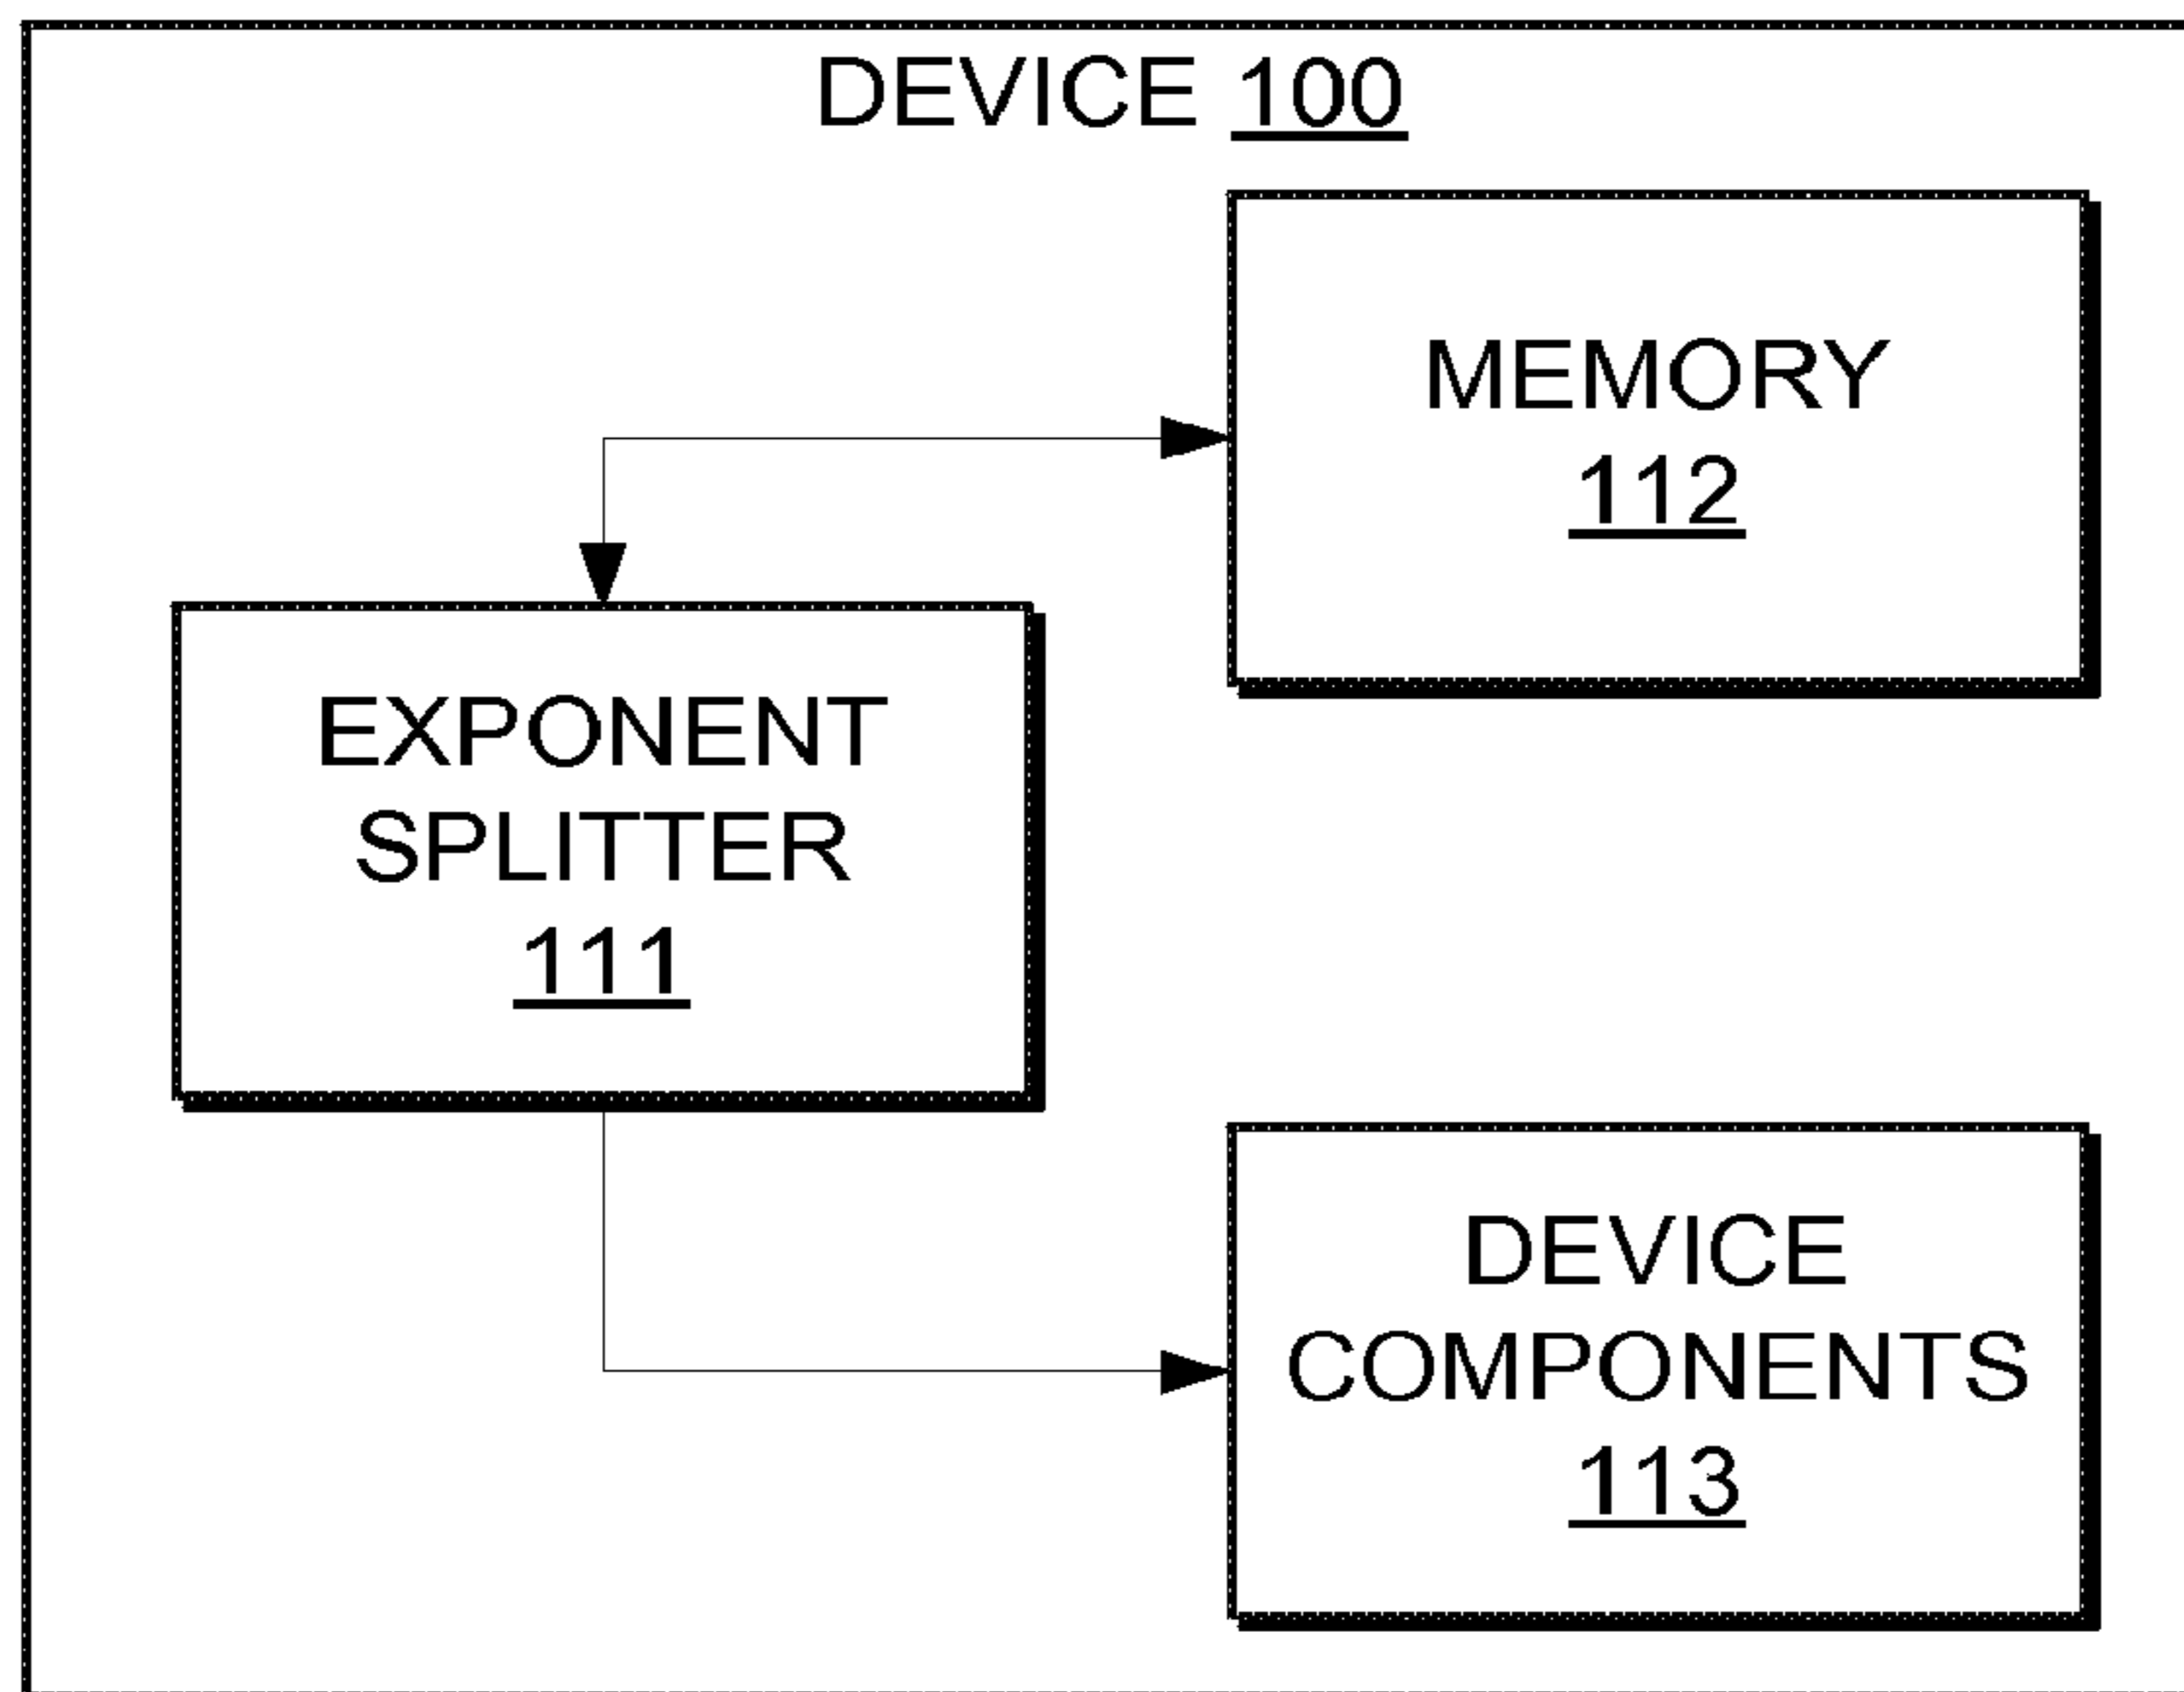 DEVICE 100
MEMORY
112
EXPONENT
SPLITTER
111
DEVICE
COMPONENTS
113